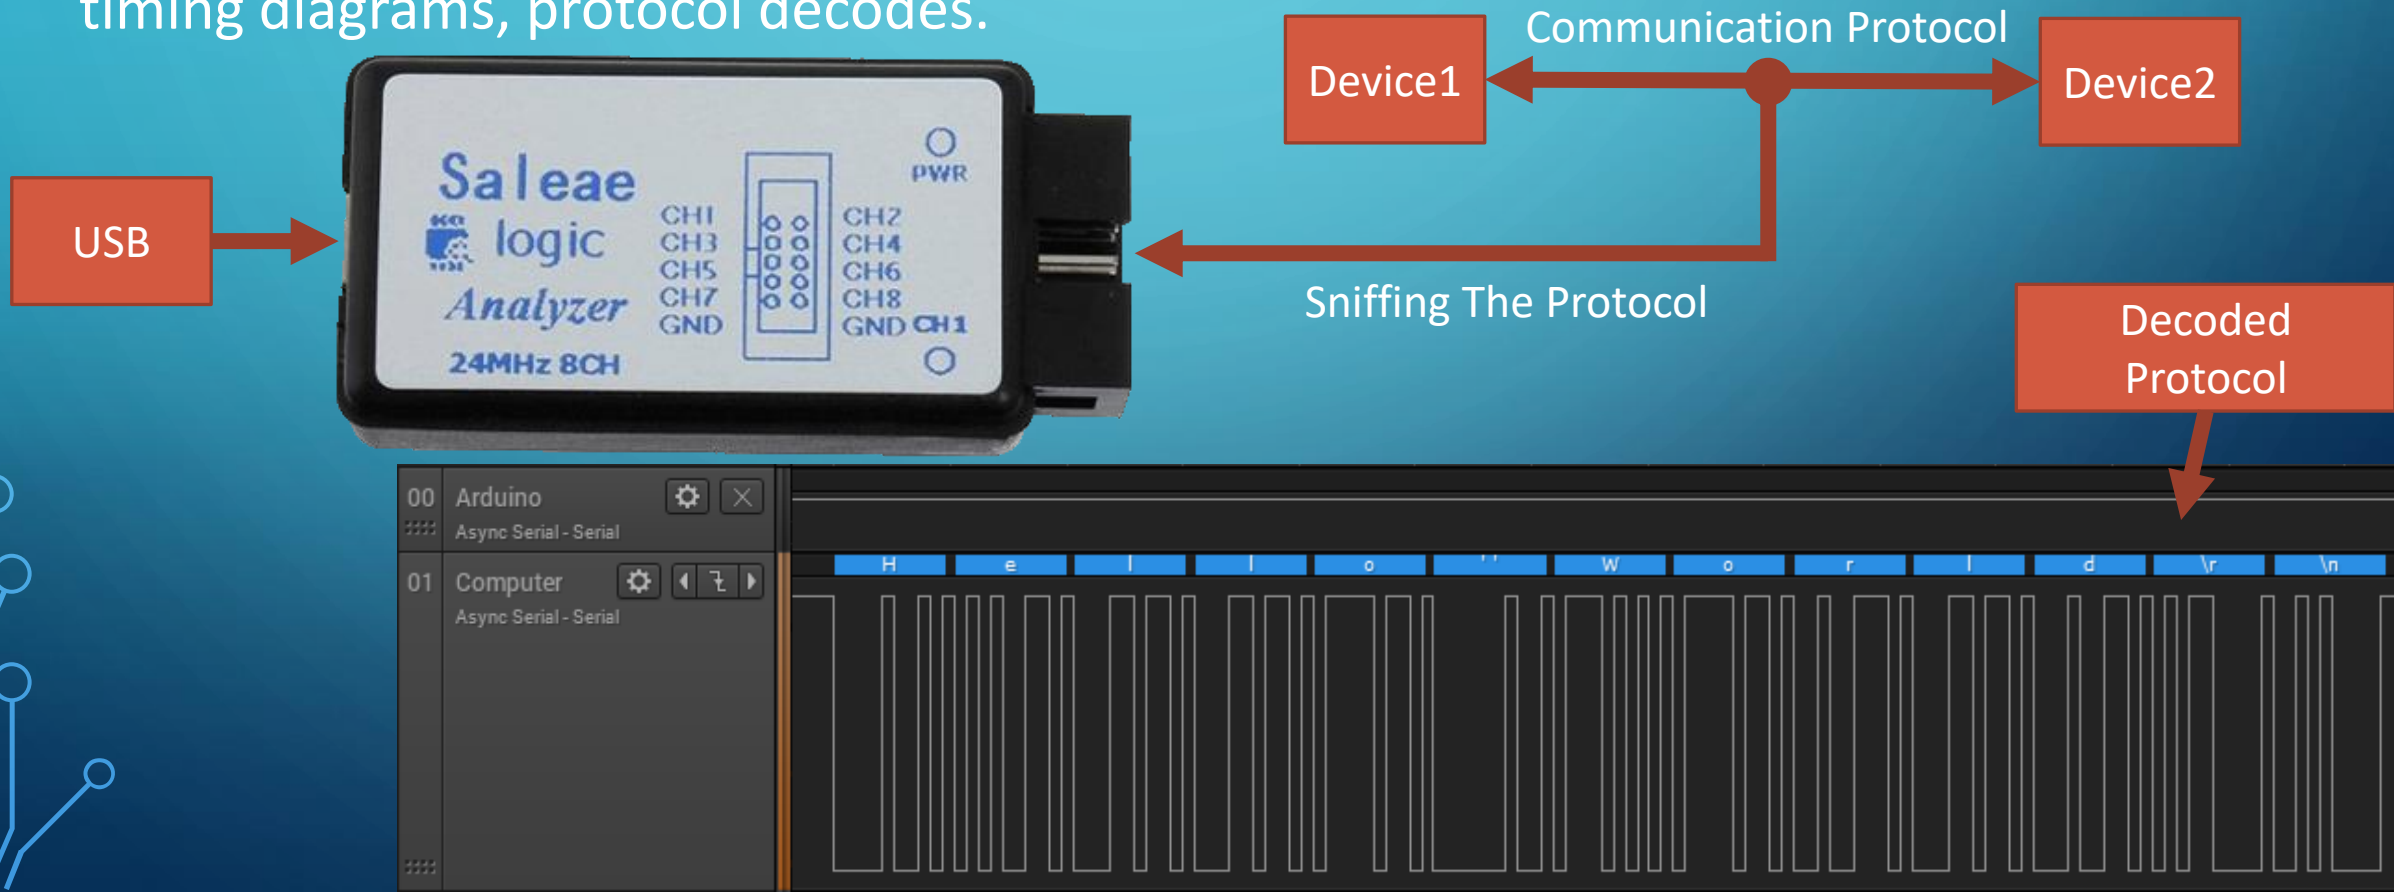 timing diagrams, protocol decodes.
Communication Protocol
Device1
Device2
USB
Saleae
logic
Analyzer
24MHz 8CH
PWR
CH1 CH2
CH3 CH4
CH5 CH6
CH7 CH8
GND GND CH1
Sniffing The Protocol
Decoded
Protocol
00 Arduino
Async Serial - Serial
H e l l o ' ' W o r l d \r \n
01 Computer
Async Serial - Serial